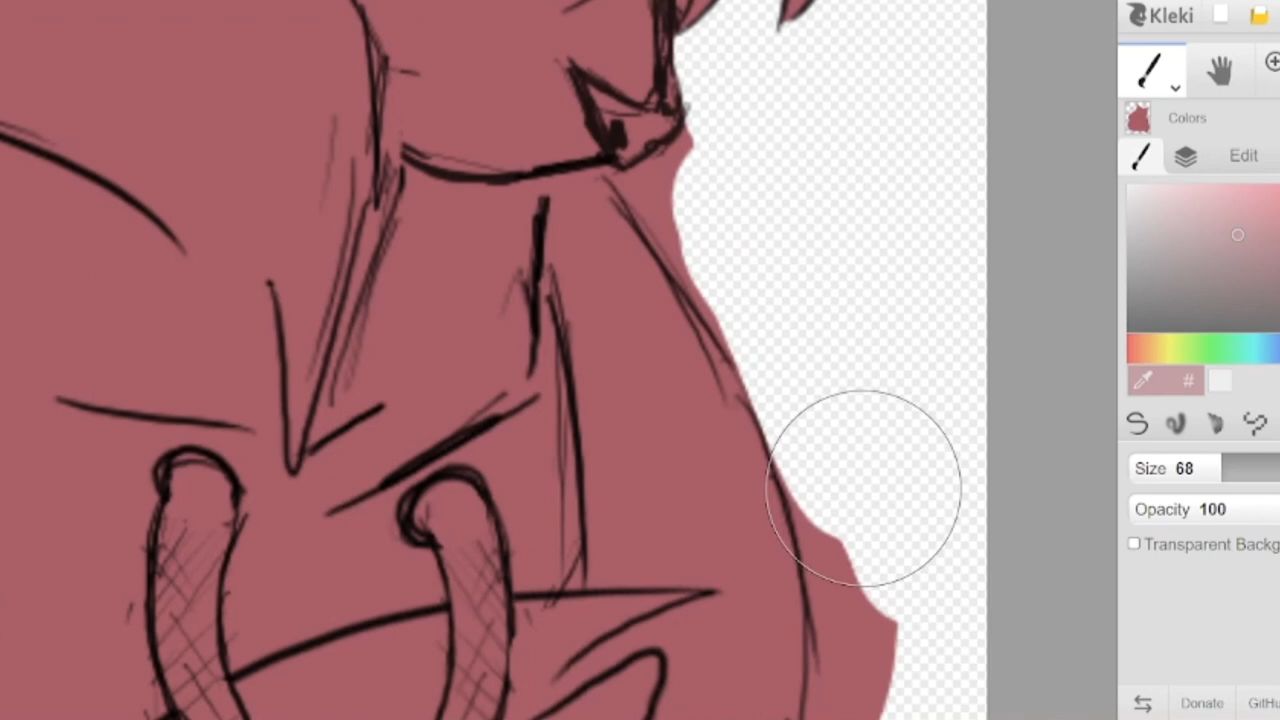 Kleki
Colors
Edit
#
Size 68
Opacity 100
Transparent Backg
Donate
GitHu